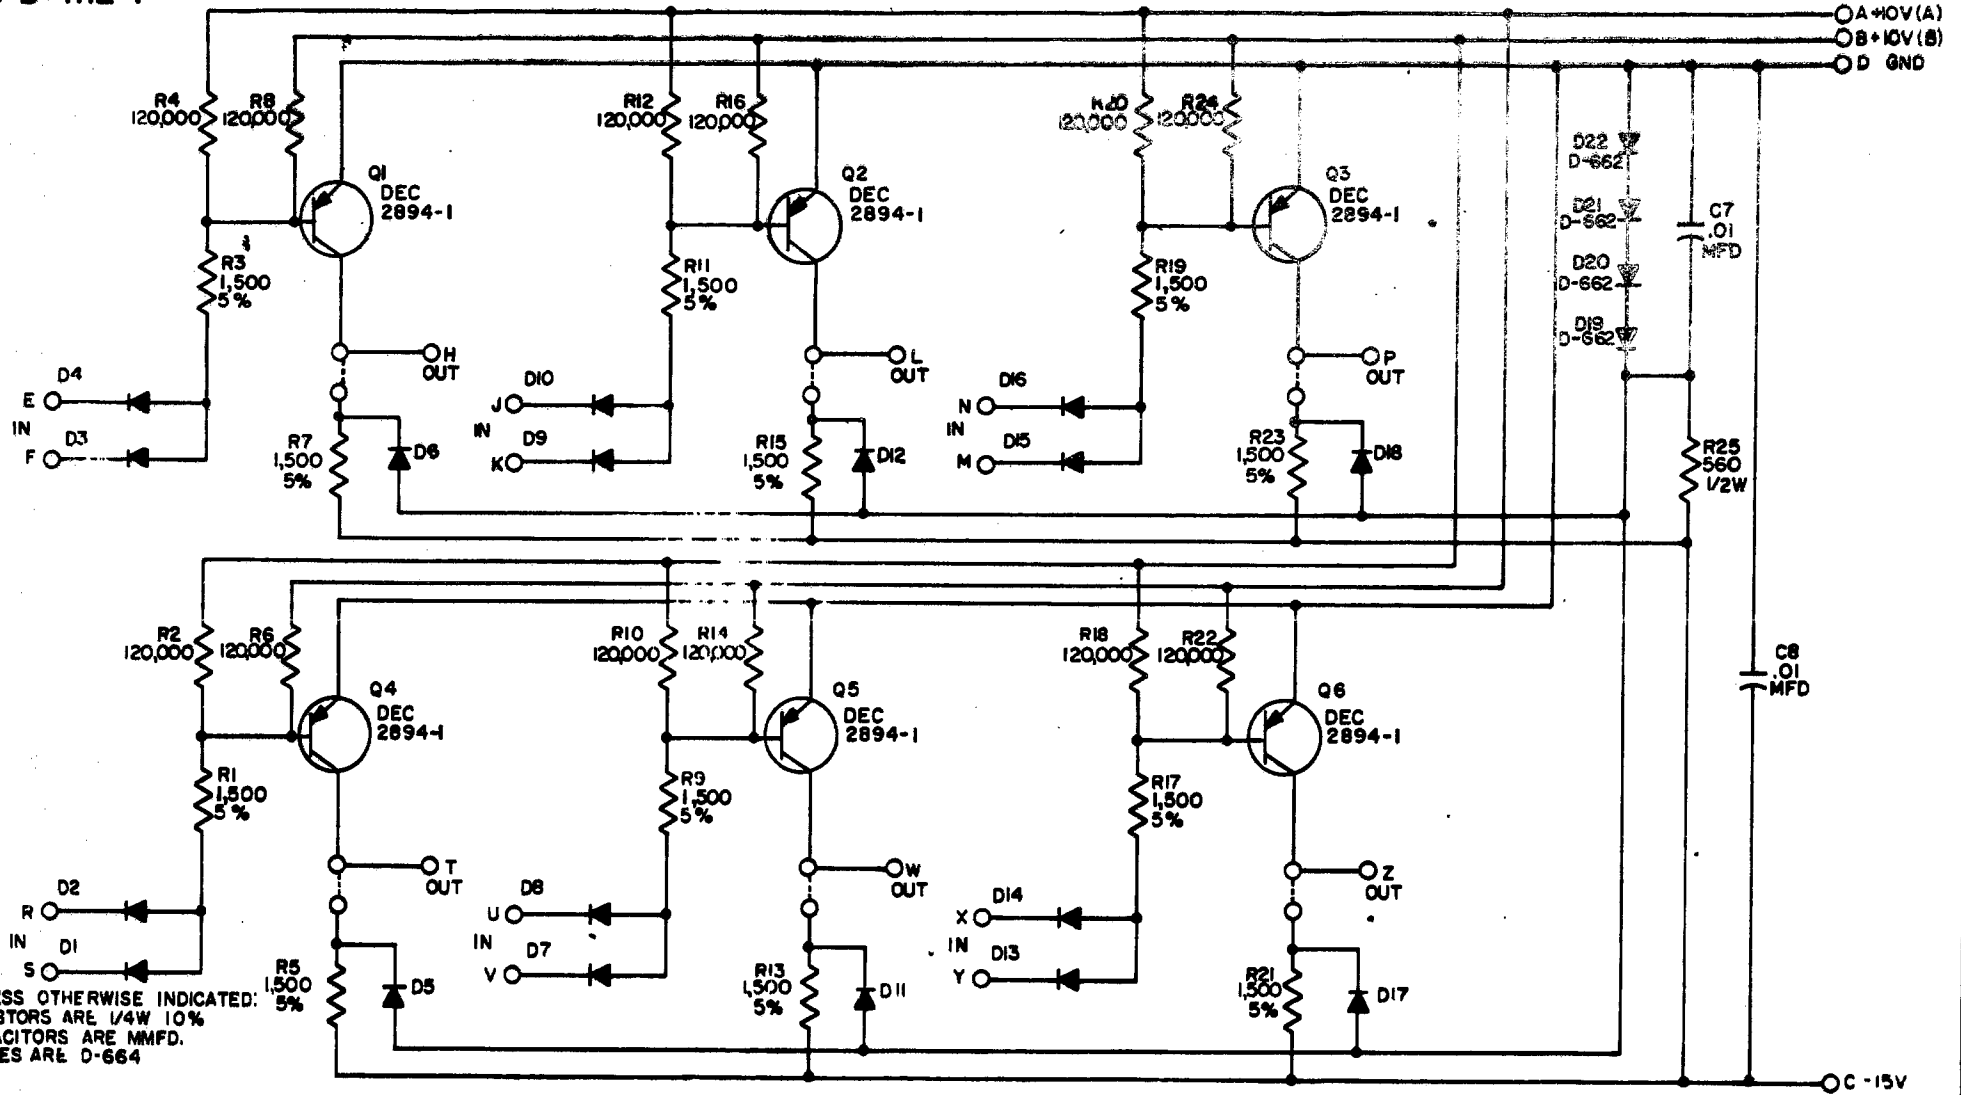 A+10V(A)
B+10V(B)
D GND
R4
120,000
R8
120,000
R12
120,000
R16
120,000
R20
120,000
R24
120,000
Q1
DEC
2894-1
Q2
DEC
2894-1
Q3
DEC
2894-1
D22
D-662
D21
D-662
D20
D-662
D19
D-662
C7
.01
MFD
R3
1,500
5%
R11
1,500
5%
R19
1,500
5%
H
OUT
L
OUT
P
OUT
D4
E
IN
D3
F
D10
J
IN
D9
K
D16
N
IN
D15
M
R7
1,500
5%
D6
R15
1,500
5%
D12
R23
1,500
5%
D18
R25
560
1/2W
R2
120,000
R6
120,000
R10
120,000
R14
120,000
R18
120,000
R22
120,000
Q4
DEC
2894-1
Q5
DEC
2894-1
Q6
DEC
2894-1
C8
.01
MFD
R1
1,500
5%
R9
1,500
5%
R17
1,500
5%
T
OUT
W
OUT
Z
OUT
D2
R
IN
D1
S
D8
U
IN
D7
V
D14
X
IN
D13
Y
R5
1,500
5%
D5
R13
1,500
5%
D11
R21
1,500
5%
D17
ESS OTHERWISE INDICATED:
STORS ARE 1/4W 10%
ACITORS ARE MMFD.
ES ARE D-664
C -15V